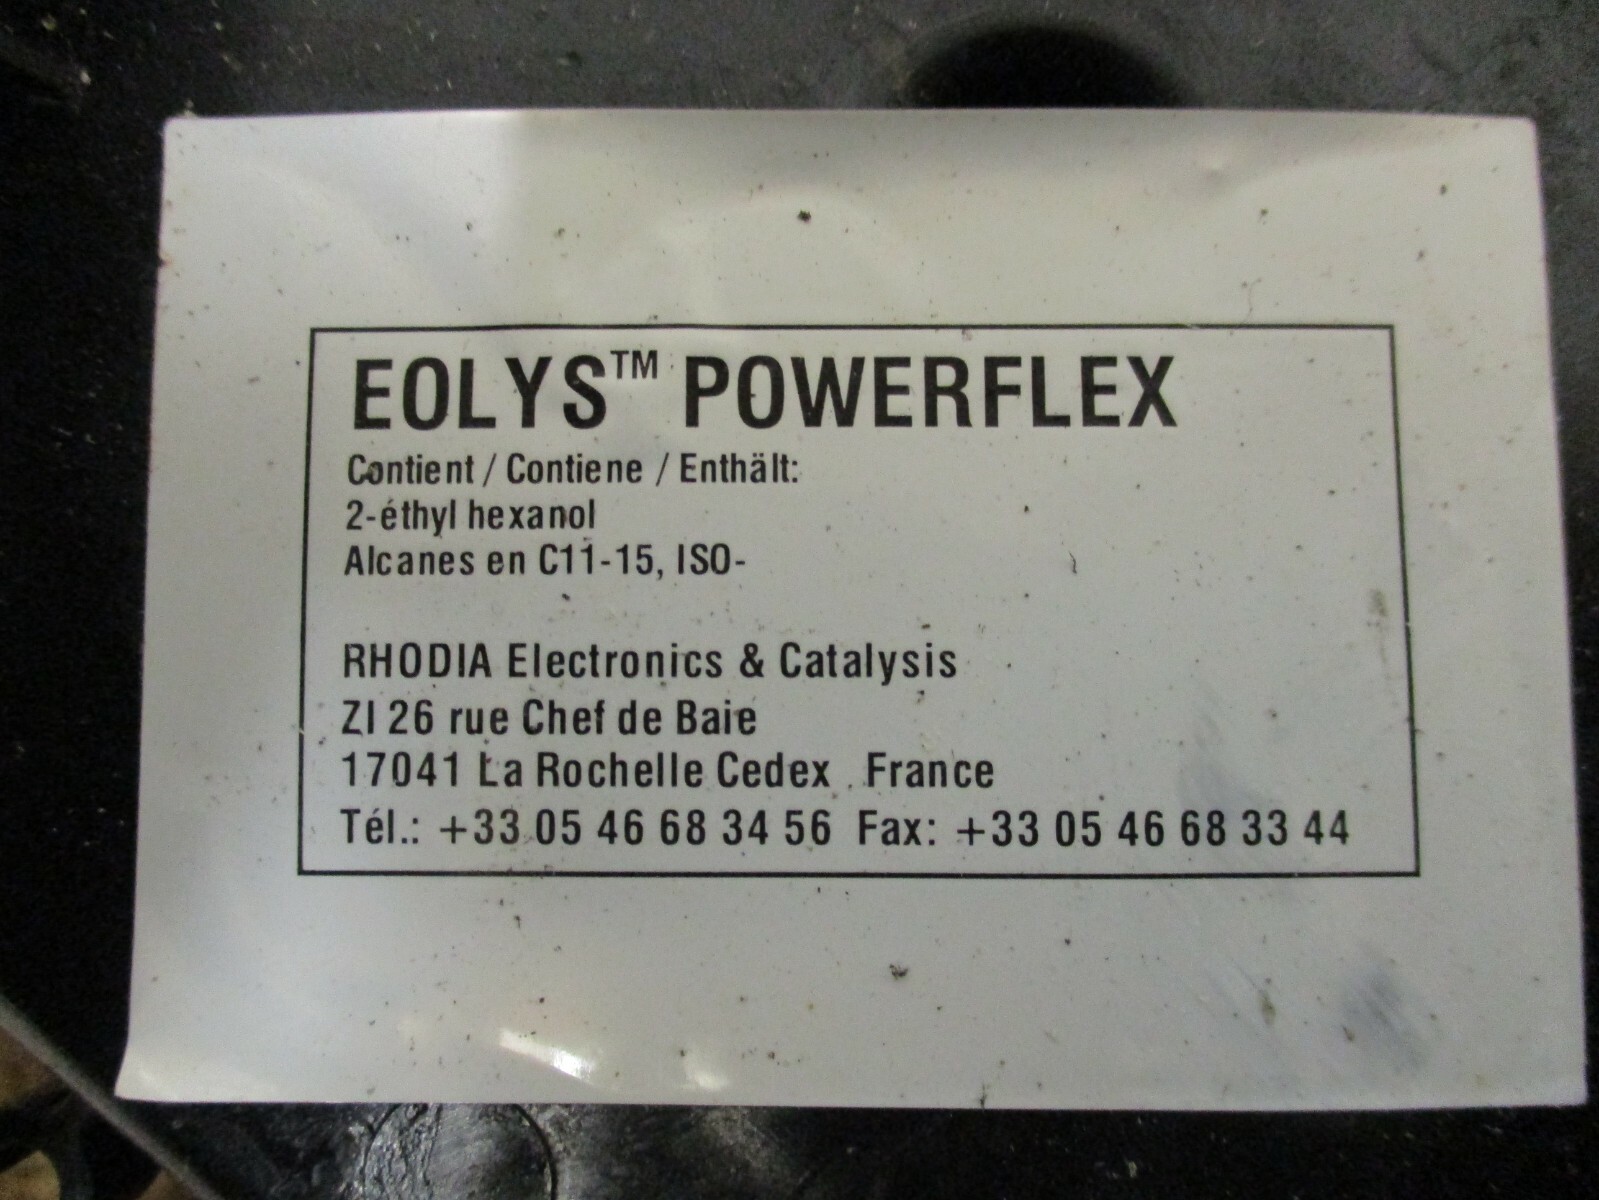 EOLYS™ POWERFLEX
Contient / Contiene / Enthält:
2-éthyl hexanol
Alcanes en C11-15, ISO-
RHODIA Electronics & Catalysis
ZI 26 rue Chef de Baie
17041 La Rochelle Cedex France
Tél.: +33 05 46 68 34 56 Fax: +33 05 46 68 33 44